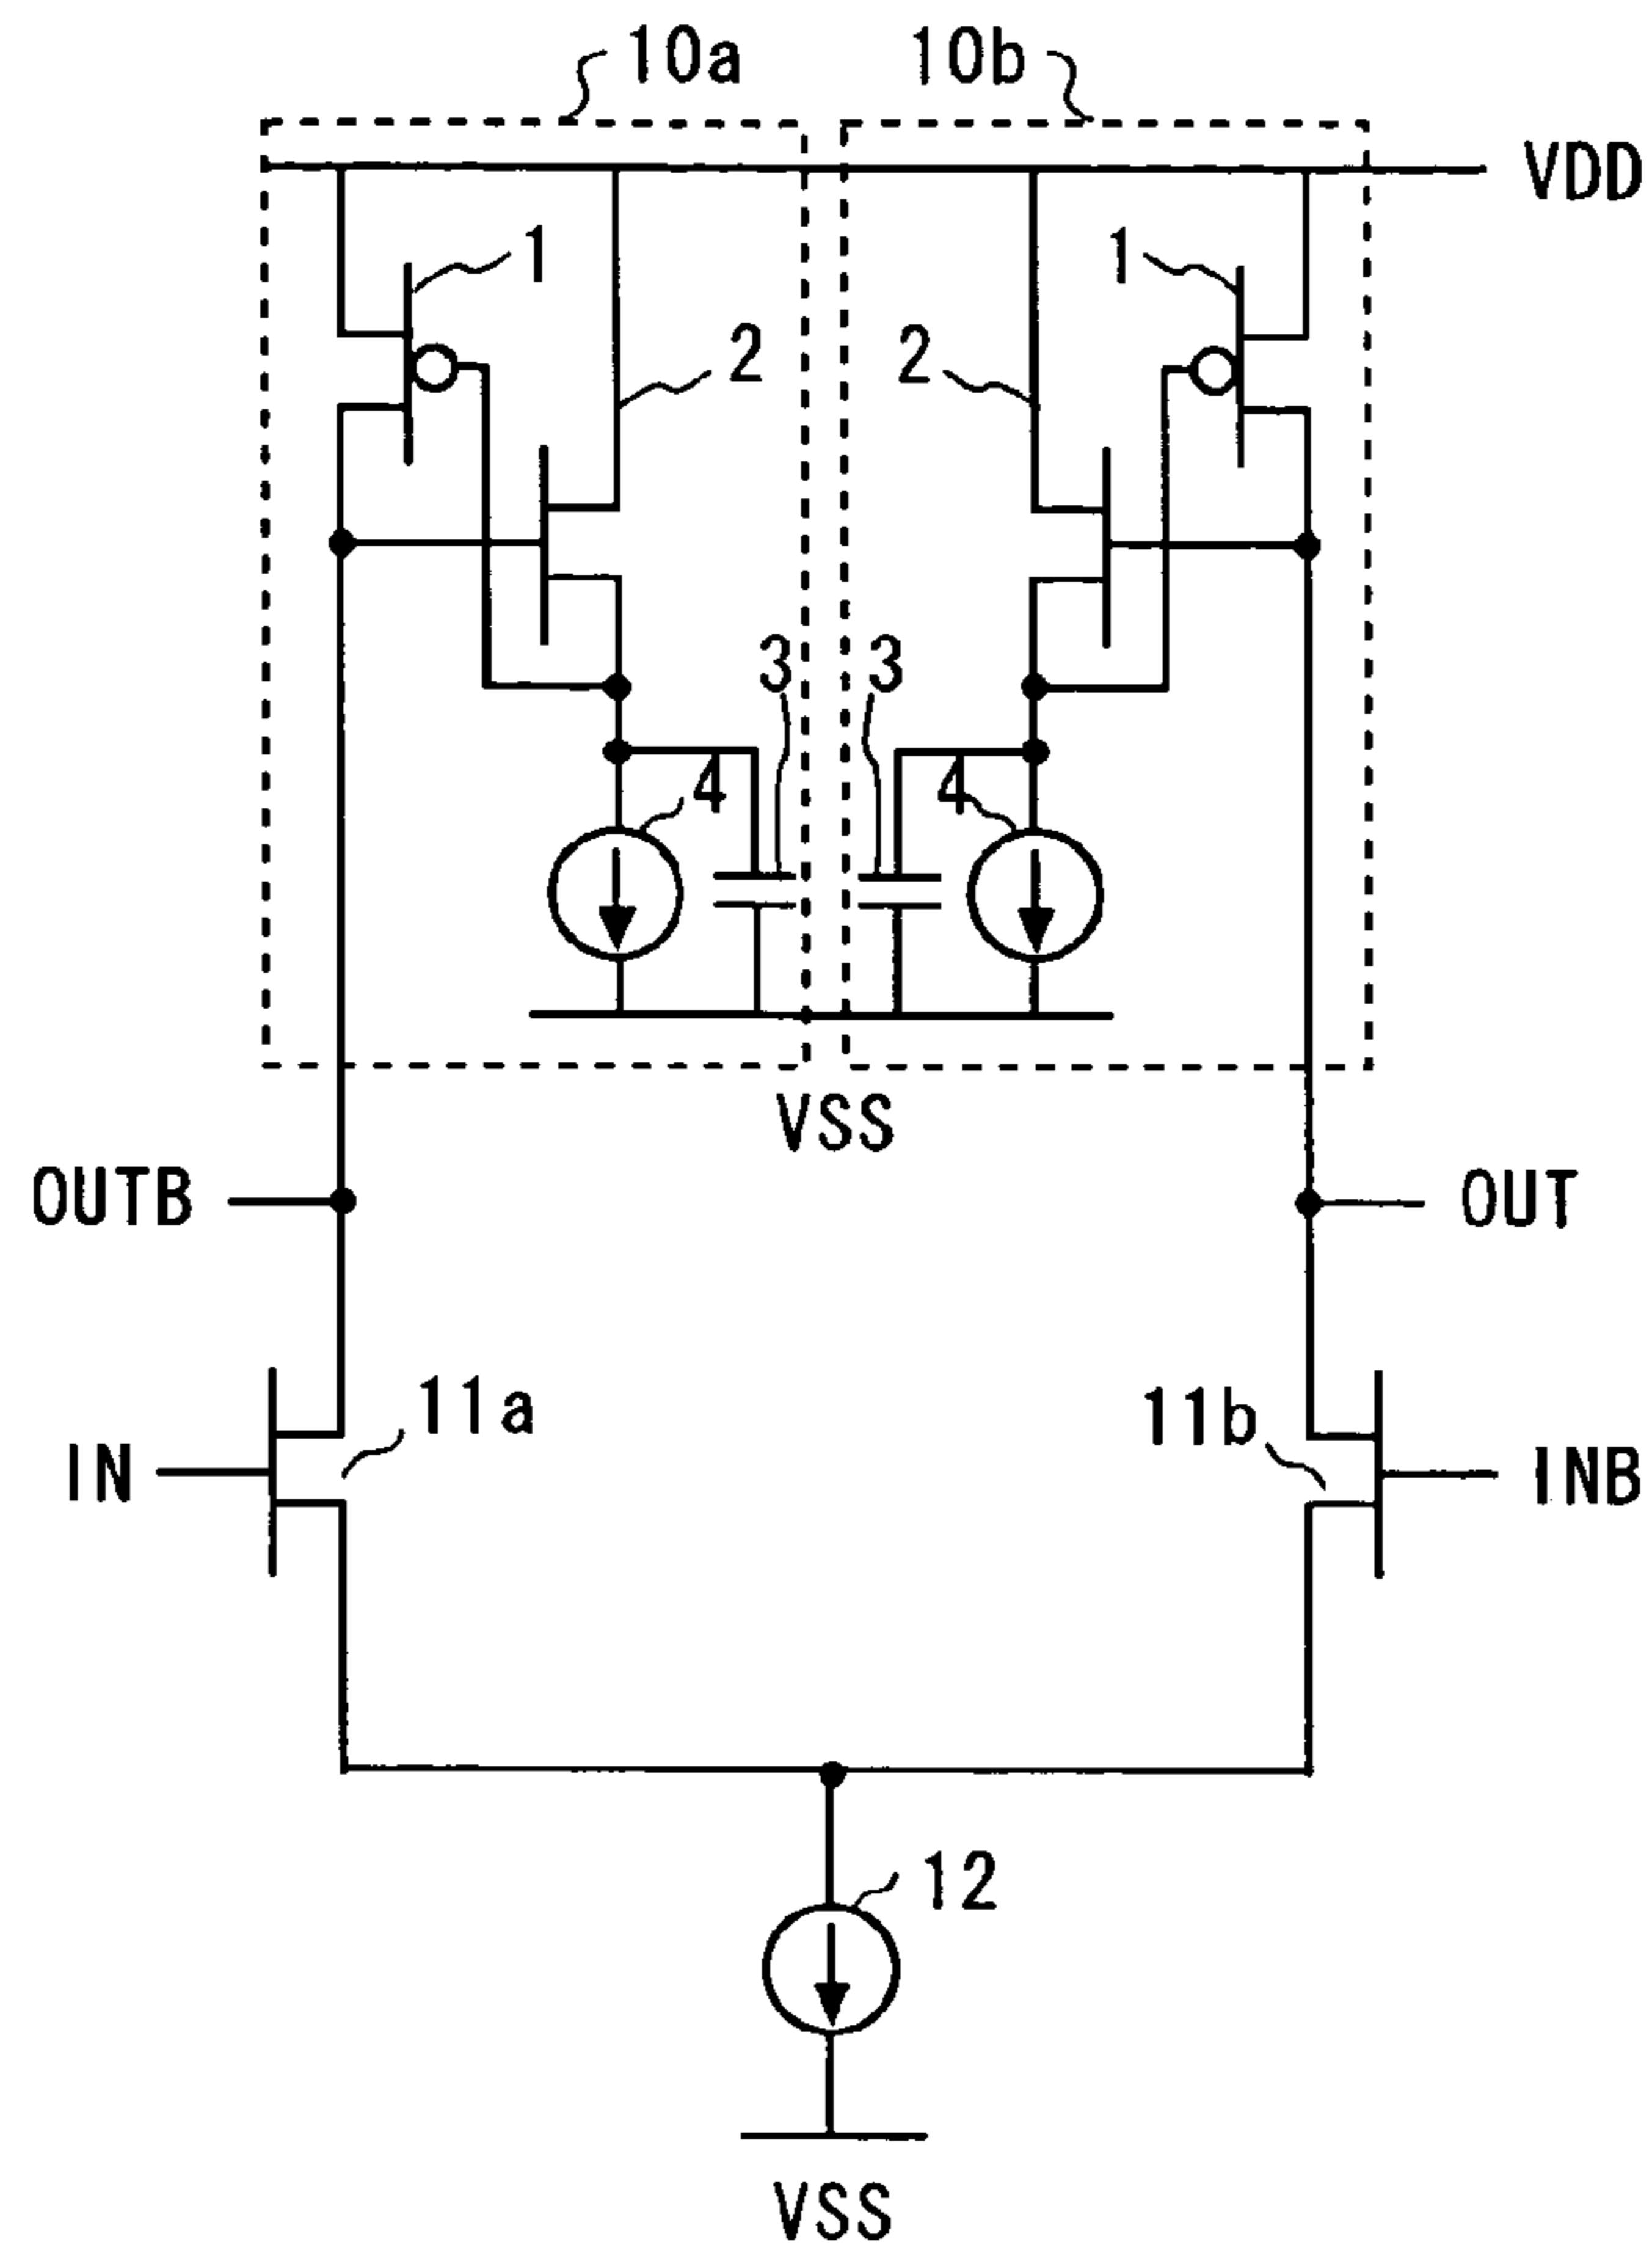 10a 10b
VDD
1 1
2 2
3 3
4 4
VSS
OUTB OUT
11a 11b
IN INB
12
VSS